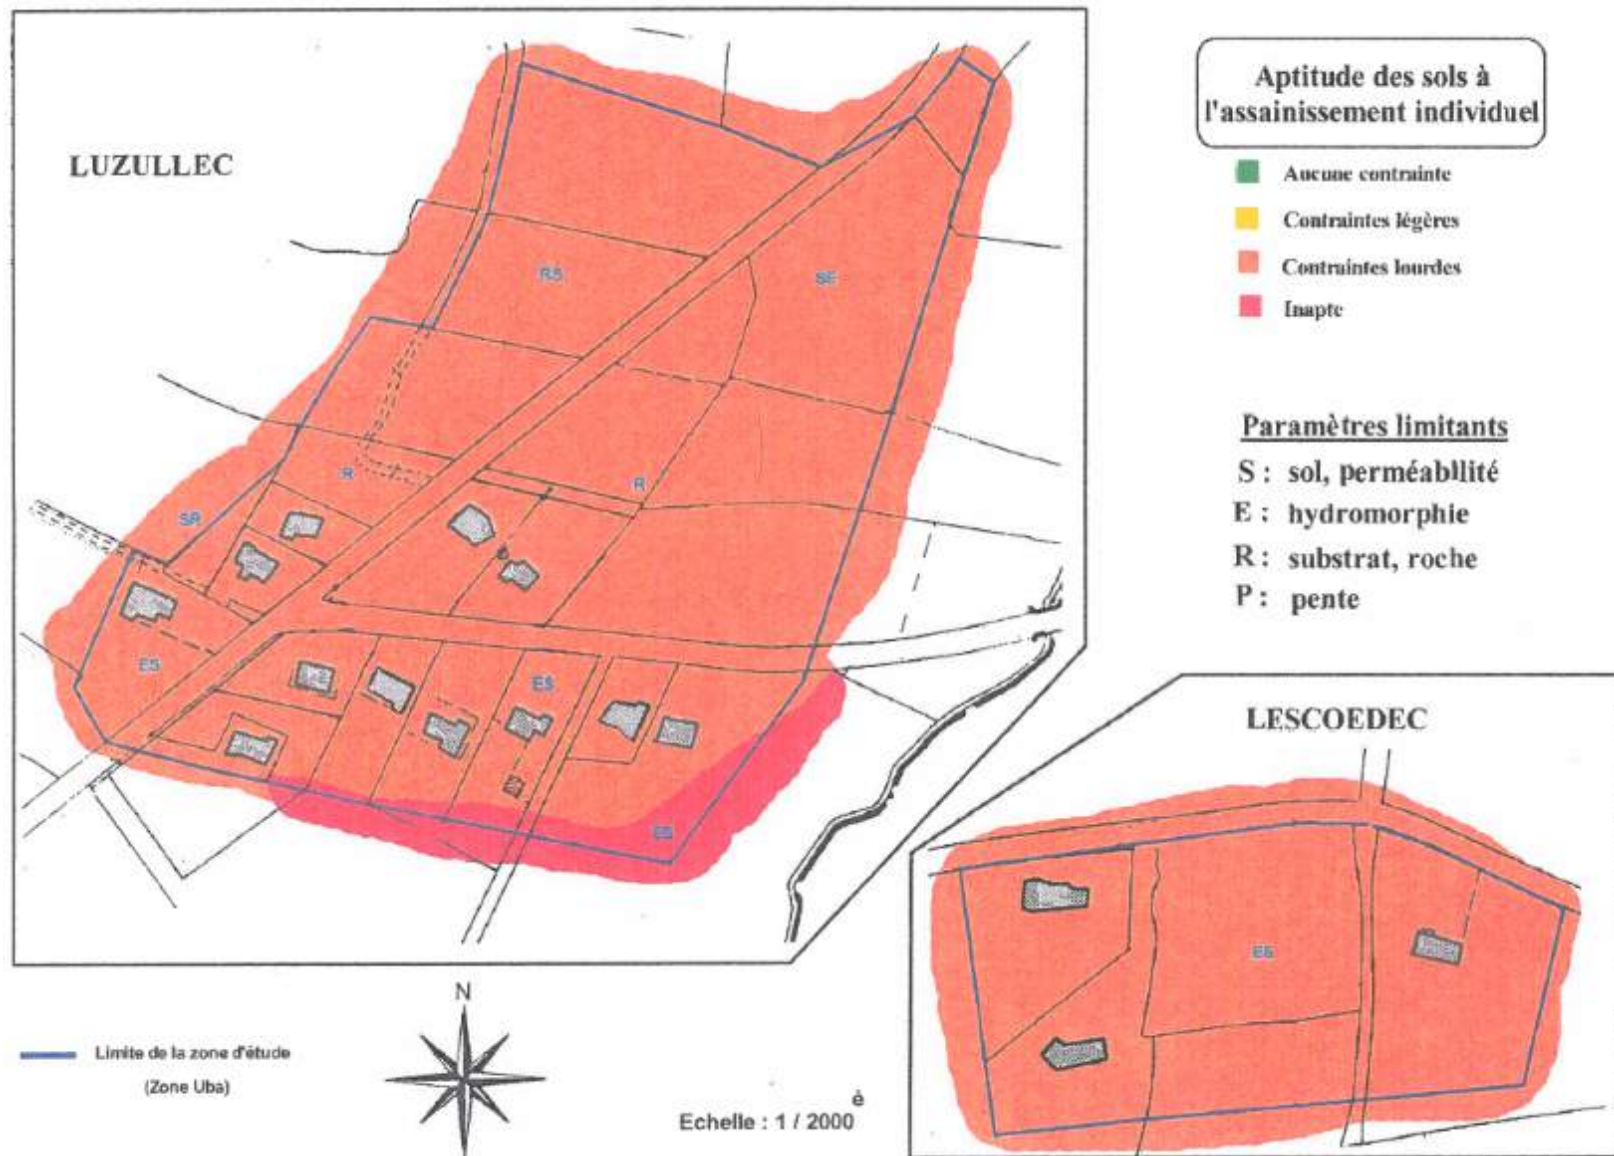 LUZULLEC
Aptitude des sols à
l'assainissement individuel
Aucune contrainte
Contraintes légères
Contraintes lourdes
Inapte
Paramètres limitants
S : sol, perméabilité
E : hydromorphie
R : substrat, roche
P : pente
RS
SE
R
R
SR
ES
ES
ES
LESCOEDEC
ES
N
Limite de la zone d'étude
(Zone Uba)
Echelle : 1 / 2000 è